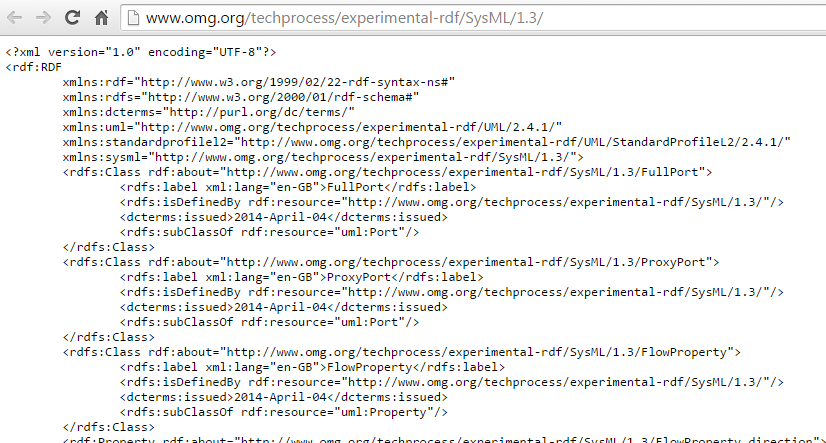 www.omg.org/techprocess/experimental-rdf/SysML/1.3/
<?xml version="1.0" encoding="UTF-8"?>
<rdf:RDF
xmlns:rdf="http://www.w3.org/1999/02/22-rdf-syntax-ns#"
xmlns:rdfs="http://www.w3.org/2000/01/rdf-schema#"
xmlns:dcterms="http://purl.org/dc/terms/"
xmlns:uml="http://www.omg.org/techprocess/experimental-rdf/UML/2.4.1/"
xmlns:standardprofilel2="http://www.omg.org/techprocess/experimental-rdf/UML/StandardProfileL2/2.4.1/"
xmlns:sysml="http://www.omg.org/techprocess/experimental-rdf/SysML/1.3/">
<rdfs:Class rdf:about="http://www.omg.org/techprocess/experimental-rdf/SysML/1.3/FullPort">
<rdfs:label xml:lang="en-GB">FullPort</rdfs:label>
<rdfs:isDefinedBy rdf:resource="http://www.omg.org/techprocess/experimental-rdf/SysML/1.3/"/>
<dcterms:issued>2014-April-04</dcterms:issued>
<rdfs:subClassOf rdf:resource="uml:Port"/>
</rdfs:Class>
<rdfs:Class rdf:about="http://www.omg.org/techprocess/experimental-rdf/SysML/1.3/ProxyPort">
<rdfs:label xml:lang="en-GB">ProxyPort</rdfs:label>
<rdfs:isDefinedBy rdf:resource="http://www.omg.org/techprocess/experimental-rdf/SysML/1.3/"/>
<dcterms:issued>2014-April-04</dcterms:issued>
<rdfs:subClassOf rdf:resource="uml:Port"/>
</rdfs:Class>
<rdfs:Class rdf:about="http://www.omg.org/techprocess/experimental-rdf/SysML/1.3/FlowProperty">
<rdfs:label xml:lang="en-GB">FlowProperty</rdfs:label>
<rdfs:isDefinedBy rdf:resource="http://www.omg.org/techprocess/experimental-rdf/SysML/1.3/"/>
<dcterms:issued>2014-April-04</dcterms:issued>
<rdfs:subClassOf rdf:resource="uml:Property"/>
</rdfs:Class>
<rdf:Property rdf:about="http://www.omg.org/techprocess/experimental-rdf/SysML/1.3/FlowProperty_direction">